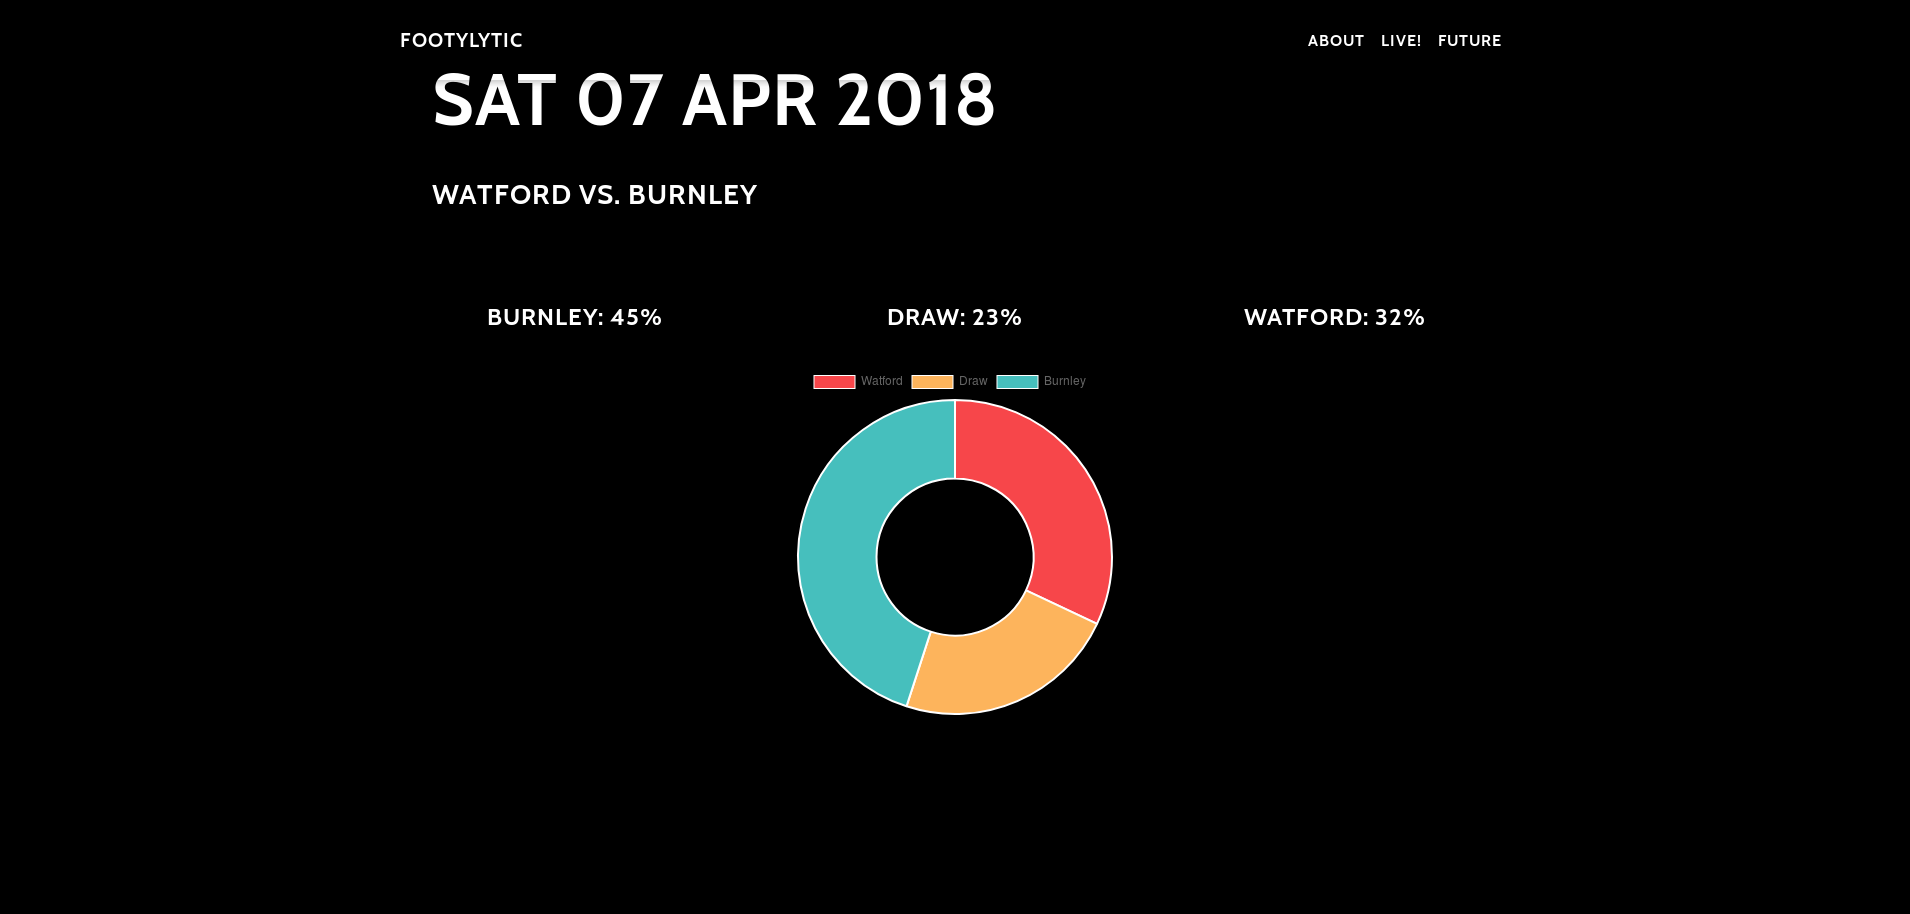 FOOTYLYTIC ABOUT LIVE! FUTURE
SAT 07 APR 2018
WATFORD VS. BURNLEY
BURNLEY: 45% DRAW: 23% WATFORD: 32%
Watford Draw Burnley